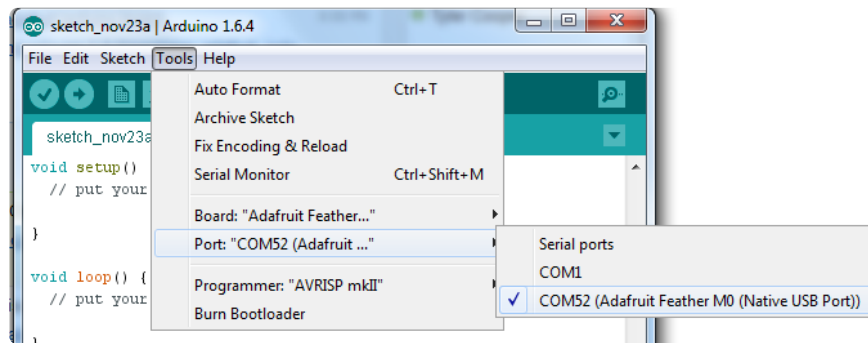 sketch_nov23a | Arduino 1.6.4
File Edit Sketch Tools Help
Auto Format Ctrl+T
Archive Sketch
sketch_nov23a
Fix Encoding & Reload
void setup()
Serial Monitor Ctrl+Shift+M
// put your
Board: "Adafruit Feather..."
}
Port: "COM52 (Adafruit ..."
Serial ports
void loop() {
COM1
// put your
Programmer: "AVRISP mkII"
COM52 (Adafruit Feather M0 (Native USB Port))
Burn Bootloader
}